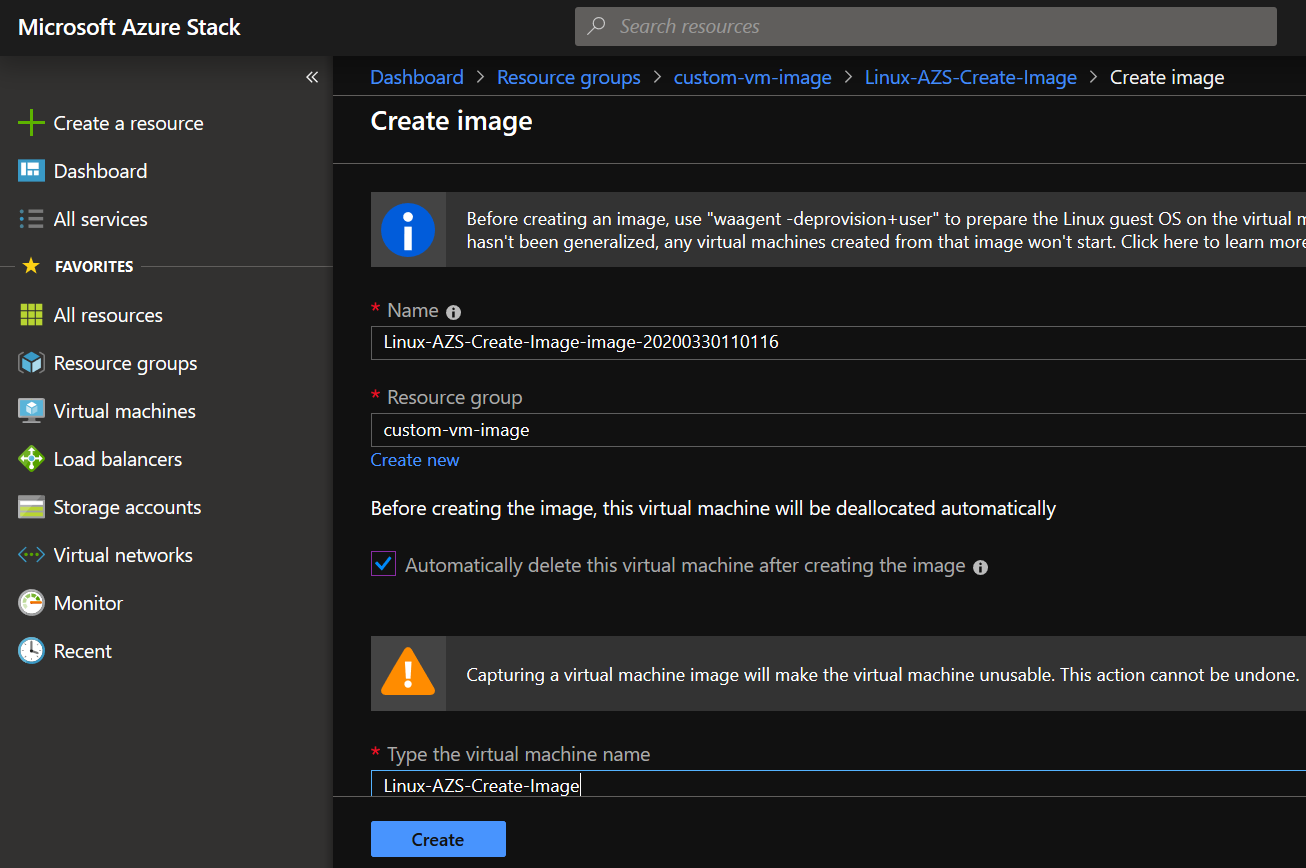 Microsoft Azure Stack
Search resources
«
Dashboard > Resource groups > custom-vm-image > Linux-AZS-Create-Image > Create image
Create image
Create a resource
Dashboard
All services
FAVORITES
All resources
Resource groups
Virtual machines
Load balancers
Storage accounts
Virtual networks
Monitor
Recent
Before creating an image, use "waagent -deprovision+user" to prepare the Linux guest OS on the virtual
hasn't been generalized, any virtual machines created from that image won't start. Click here to learn more
* Name
Linux-AZS-Create-Image-image-20200330110116
* Resource group
custom-vm-image
Create new
Before creating the image, this virtual machine will be deallocated automatically
Automatically delete this virtual machine after creating the image
Capturing a virtual machine image will make the virtual machine unusable. This action cannot be undone.
* Type the virtual machine name
Linux-AZS-Create-Image
Create